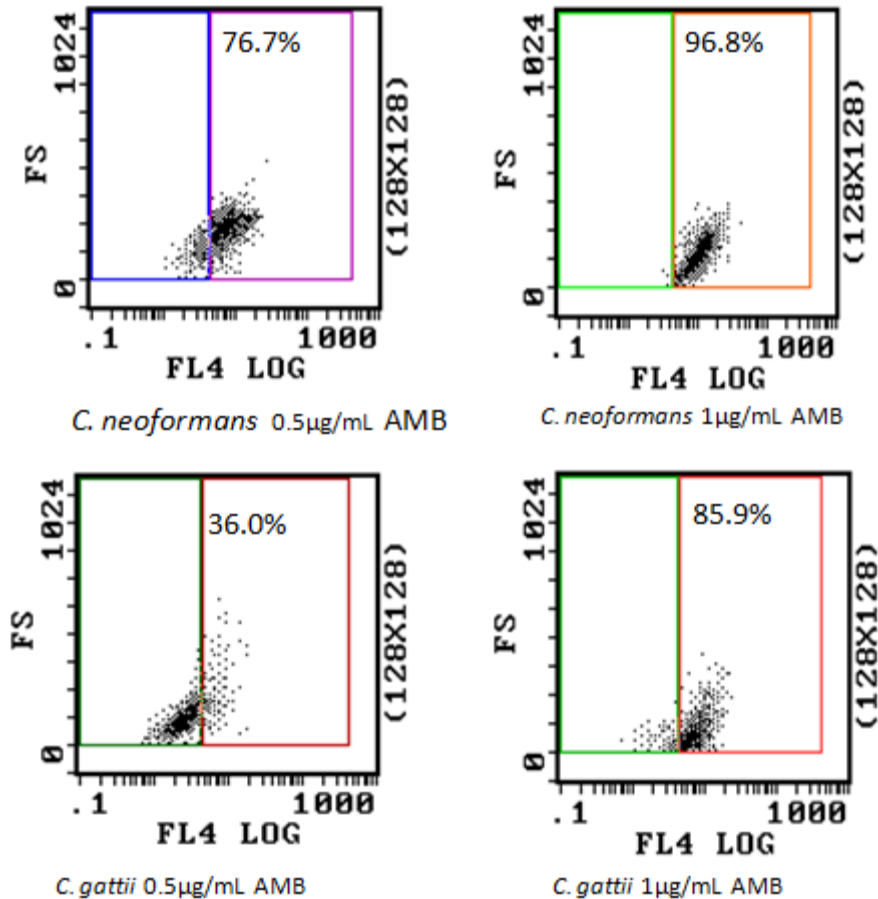 76.7%
1024
FS
0
(128X128)
.1 1000
FL4 LOG
C. neoformans 0.5µg/mL AMB
96.8%
1024
FS
0
(128X128)
.1 1000
FL4 LOG
C. neoformans 1µg/mL AMB
36.0%
1024
FS
0
(128X128)
.1 1000
FL4 LOG
C. gattii 0.5µg/mL AMB
85.9%
1024
FS
0
(128X128)
.1 1000
FL4 LOG
C. gattii 1µg/mL AMB